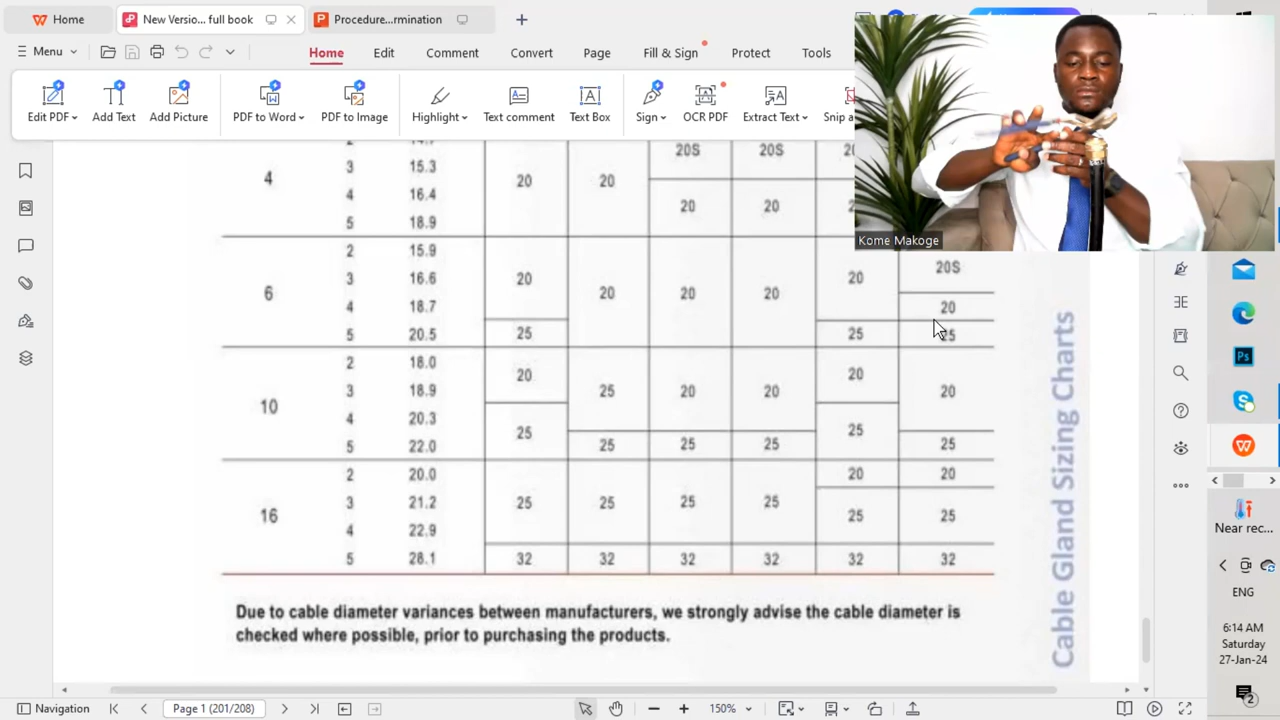 Home
New Versio... full book
Procedure...rmination
Menu
Home Edit Comment Convert Page Fill & Sign Protect Tools
Edit PDF Add Text Add Picture PDF to Word PDF to Image Highlight Text comment Text Box Sign OCR PDF Extract Text Snip a
Kome Makoge
20S 20S
4 3 15.3 20 20
4 16.4
20 20
5 18.9
2 15.9
20S
6 3 16.6 20 20 20 20 20
4 18.7 20
5 20.5 25 25 25
2 18.0 20 20
10 3 18.9 25 20 20 20
4 20.3 25 25
5 22.0 25 25 25 25
2 20.0 20 20
16 3 21.2 25 25 25 25 25 25
4 22.9
5 28.1 32 32 32 32 32 32
Due to cable diameter variances between manufacturers, we strongly advise the cable diameter is
checked where possible, prior to purchasing the products.
Cable Gland Sizing Charts
Ps
Near rec...
ENG
6:14 AM
Saturday
27-Jan-24
2
Navigation Page 1 (201/208) 150%